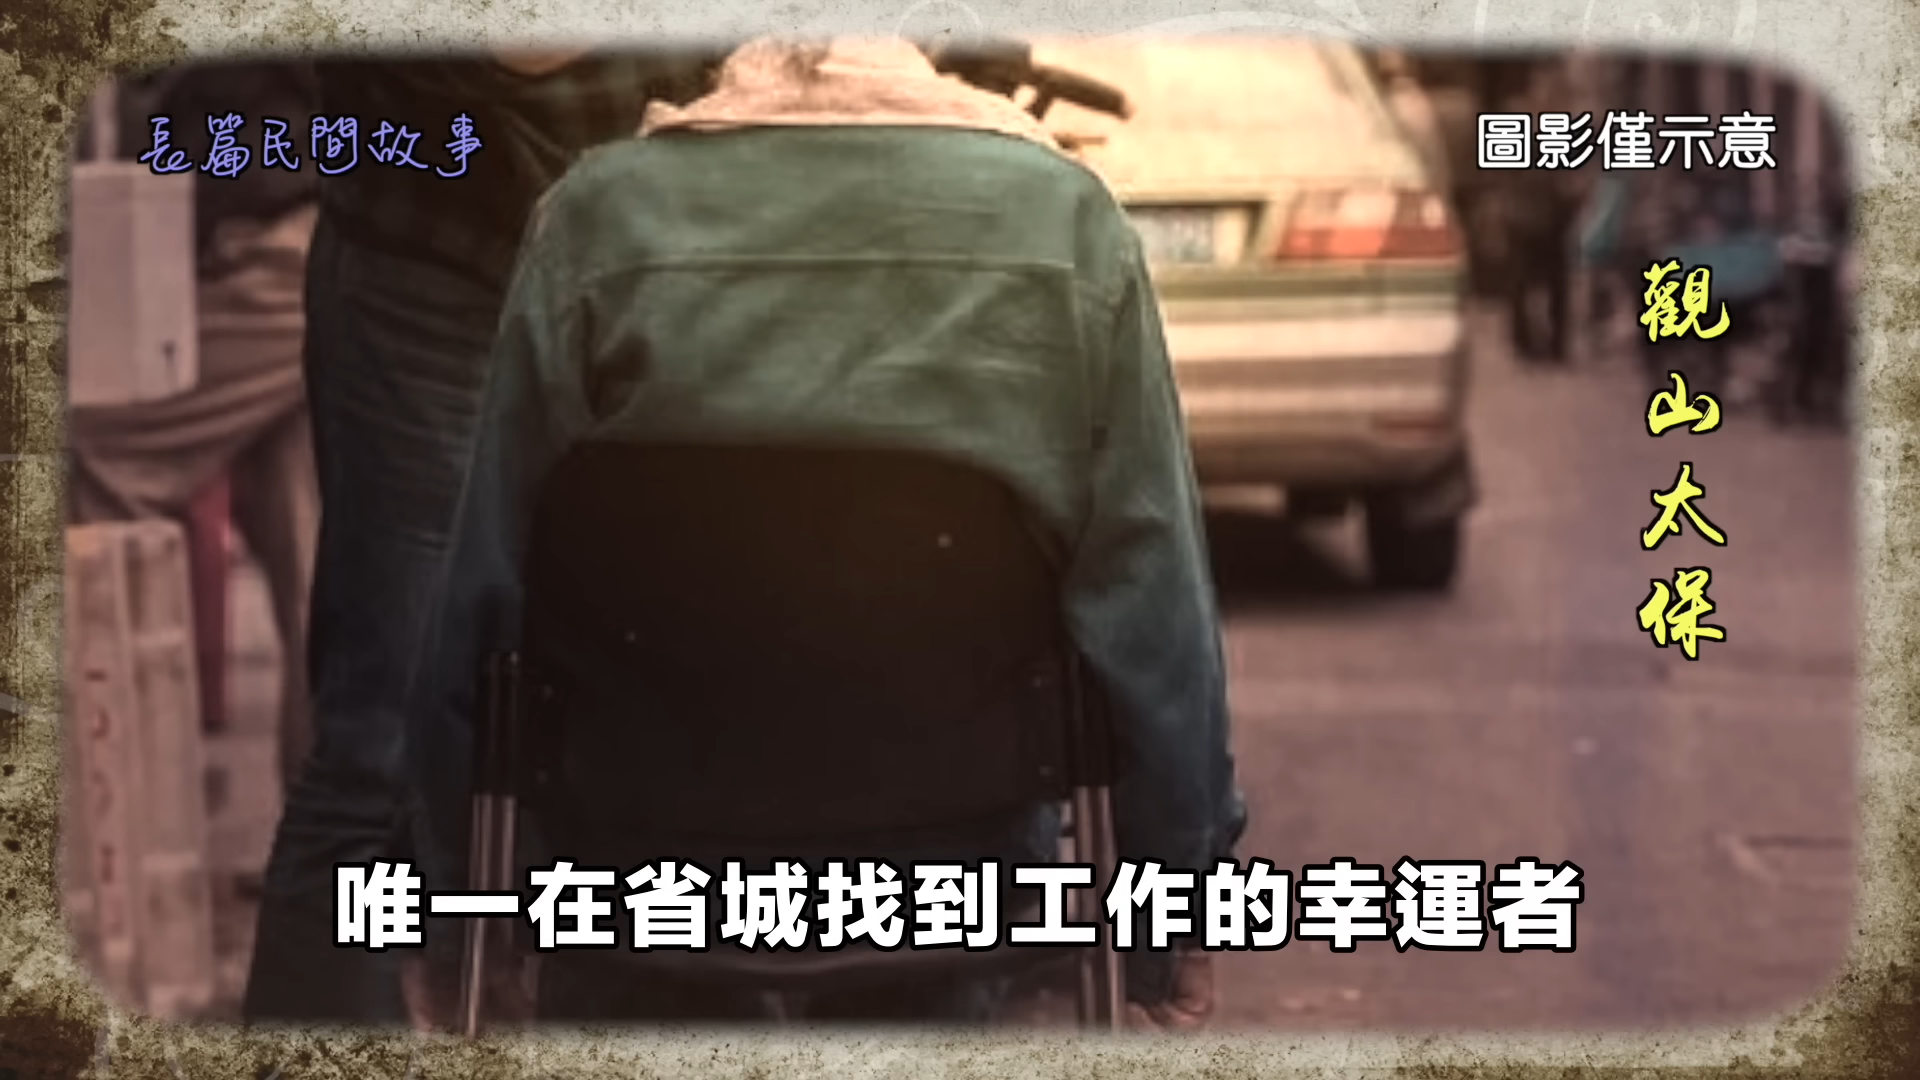 長篇民間故事
圖影僅示意
觀山太保
唯一在省城找到工作的幸運者